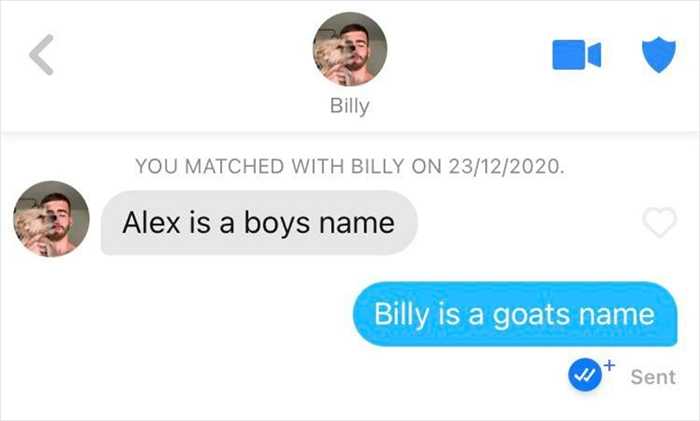 Billy
YOU MATCHED WITH BILLY ON 23/12/2020.
Alex is a boys name
Billy is a goats name
Sent